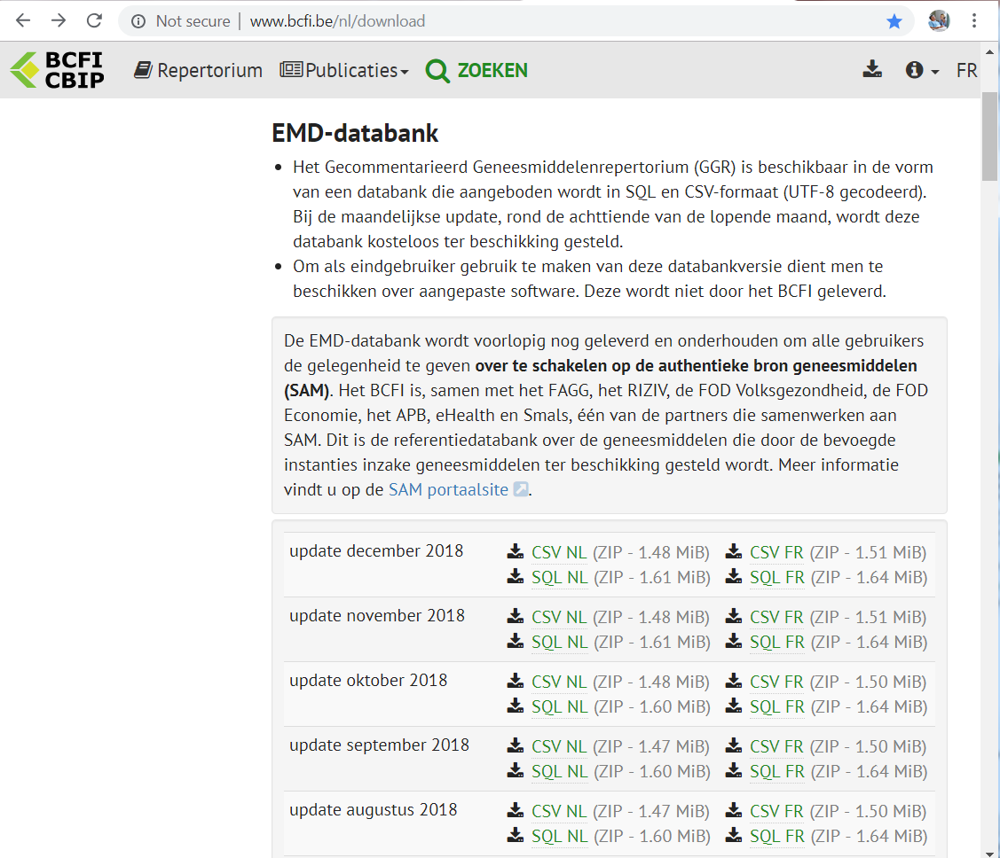 Not secure | www.bcfi.be/nl/download
BCFI
CBIP
Repertorium
Publicaties
ZOEKEN
FR
EMD-databank
• Het Gecommentarieerd Geneesmiddelenrepertorium (GGR) is beschikbaar in de vorm
van een databank die aangeboden wordt in SQL en CSV-formaat (UTF-8 gecodeerd).
Bij de maandelijkse update, rond de achttiende van de lopende maand, wordt deze
databank kosteloos ter beschikking gesteld.
• Om als eindgebruiker gebruik te maken van deze databankversie dient men te
beschikken over aangepaste software. Deze wordt niet door het BCFI geleverd.
De EMD-databank wordt voorlopig nog geleverd en onderhouden om alle gebruikers
de gelegenheid te geven over te schakelen op de authentieke bron geneesmiddelen
(SAM). Het BCFI is, samen met het FAGG, het RIZIV, de FOD Volksgezondheid, de FOD
Economie, het APB, eHealth en Smals, één van de partners die samenwerken aan
SAM. Dit is de referentiedatabank over de geneesmiddelen die door de bevoegde
instanties inzake geneesmiddelen ter beschikking gesteld wordt. Meer informatie
vindt u op de SAM portaalsite.
update december 2018 CSV NL (ZIP - 1.48 MiB) CSV FR (ZIP - 1.51 MiB)
SQL NL (ZIP - 1.61 MiB) SQL FR (ZIP - 1.64 MiB)
update november 2018 CSV NL (ZIP - 1.48 MiB) CSV FR (ZIP - 1.51 MiB)
SQL NL (ZIP - 1.61 MiB) SQL FR (ZIP - 1.64 MiB)
update oktober 2018 CSV NL (ZIP - 1.48 MiB) CSV FR (ZIP - 1.50 MiB)
SQL NL (ZIP - 1.60 MiB) SQL FR (ZIP - 1.64 MiB)
update september 2018 CSV NL (ZIP - 1.47 MiB) CSV FR (ZIP - 1.50 MiB)
SQL NL (ZIP - 1.60 MiB) SQL FR (ZIP - 1.64 MiB)
update augustus 2018 CSV NL (ZIP - 1.47 MiB) CSV FR (ZIP - 1.50 MiB)
SQL NL (ZIP - 1.60 MiB) SQL FR (ZIP - 1.64 MiB)